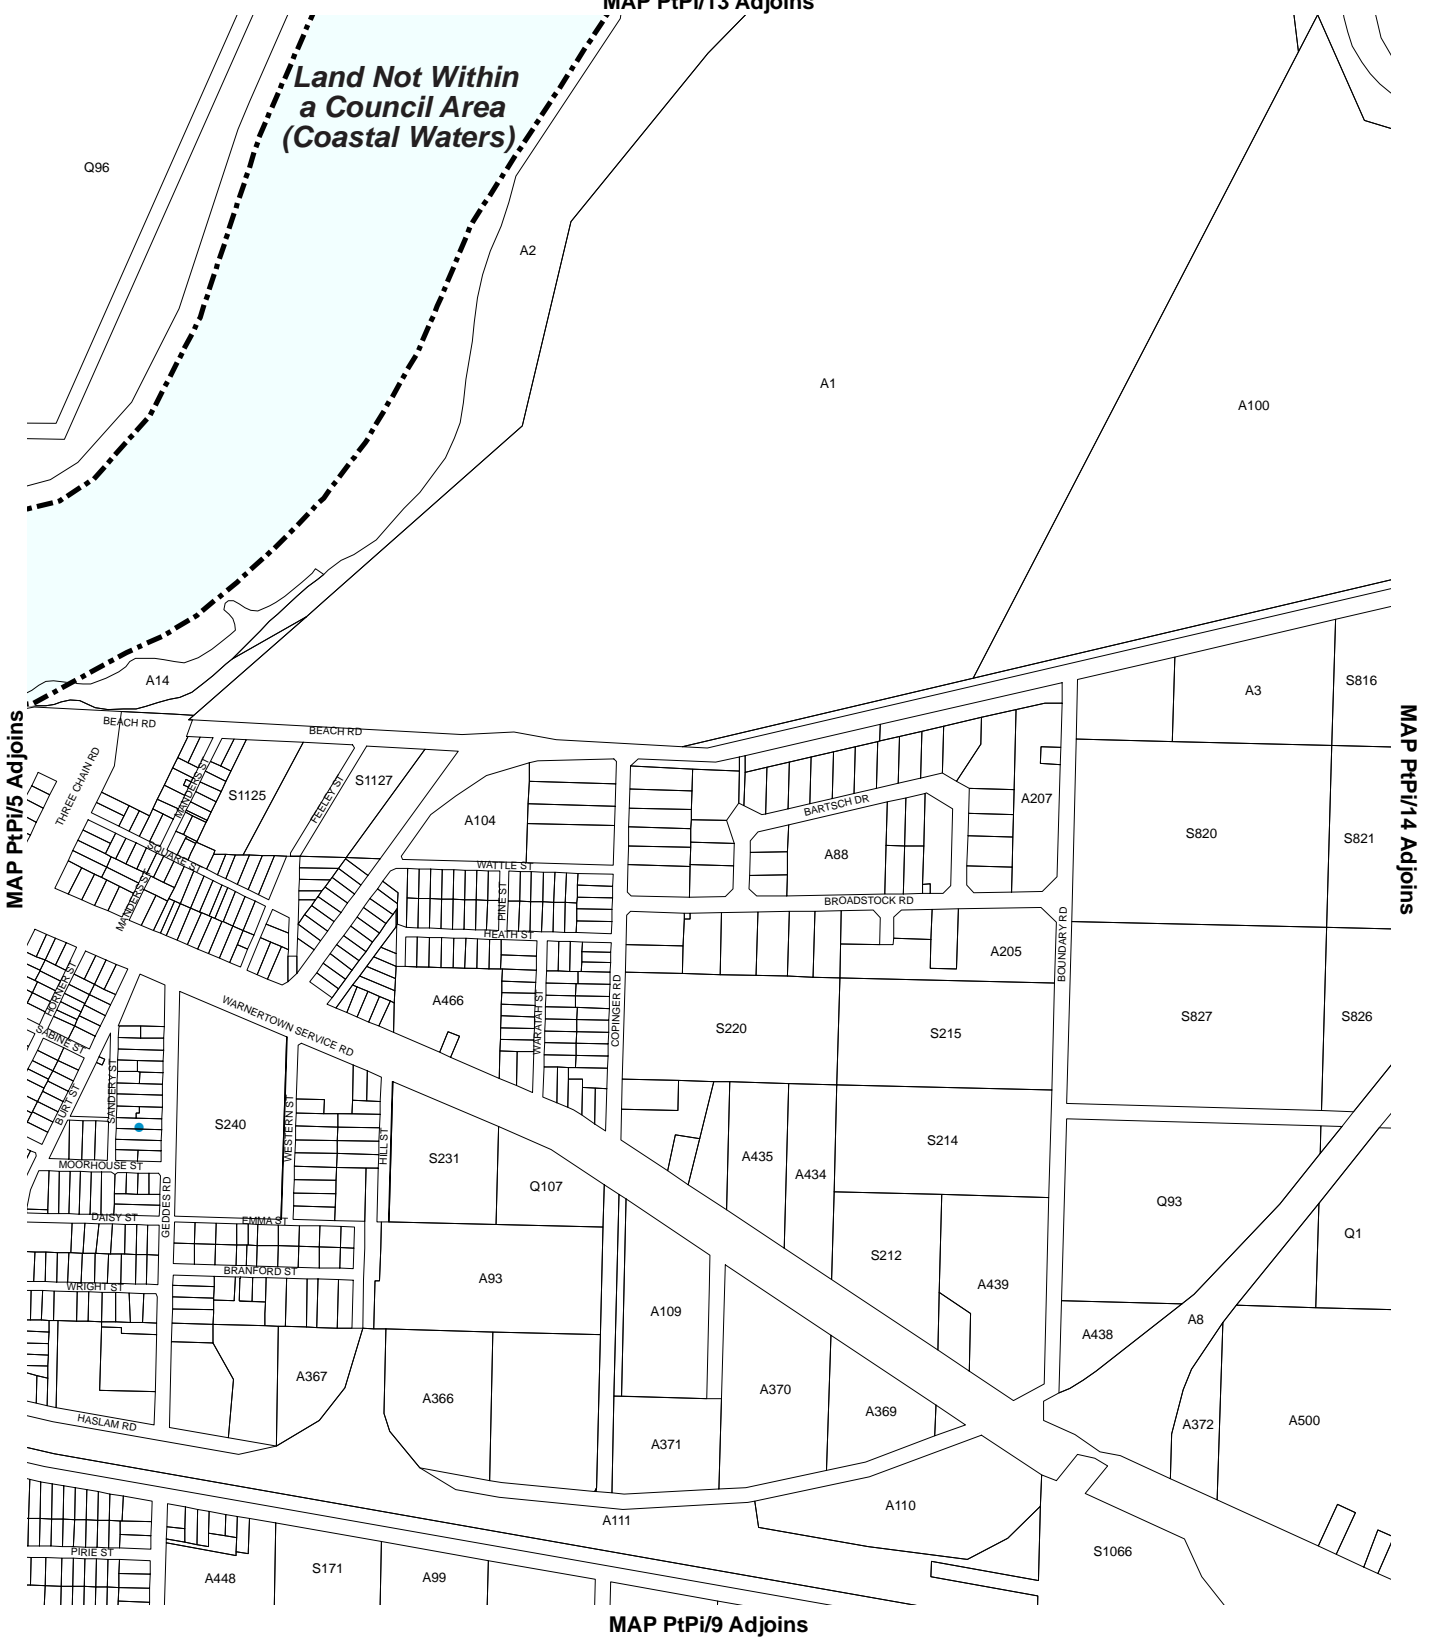 MAP PtPi/13 Adjoins
Land Not Within
a Council Area
(Coastal Waters)
Q96
A2
A1
A100
A14
A3
S816
BEACH RD
BEACH RD
MAP PtPi/5 Adjoins
MAP PtPi/14 Adjoins
THREE CHAIN RD
MANDERS ST
S1125
FEELEY ST
S1127
A104
BARTSCH DR
A207
S820
S821
A88
SQUARE ST
WATTLE ST
MANDERS ST
PINE ST
BROADSTOCK RD
HEATH ST
BOUNDARY RD
A205
HORNER ST
A466
WARATAH ST
COPINGER RD
WARNERTOWN SERVICE RD
S220
S215
S827
S826
SABINE ST
BURT ST
SANDERY ST
S240
WESTERN ST
HILL ST
S231
A435
A434
S214
MOORHOUSE ST
Q107
Q93
GEDDES RD
DAISY ST
EMMA ST
S212
Q1
BRANFORD ST
A93
A439
WRIGHT ST
A109
A438
A8
A367
A366
A370
A369
A372
A500
HASLAM RD
A371
A110
A111
PIRIE ST
S1066
A448
S171
A99
MAP PtPi/9 Adjoins